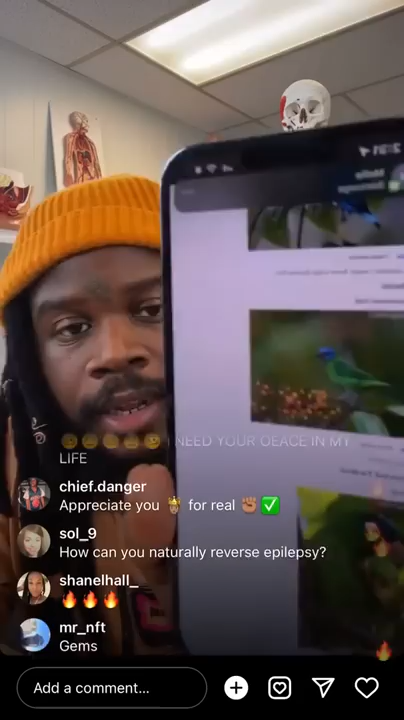 I NEED YOUR OEACE IN MY
LIFE
chief.danger
Appreciate you 🤴🏽 for real ✊🏽 ✅
sol_9
How can you naturally reverse epilepsy?
shanelhall_
🔥🔥🔥
mr_nft
Gems
Add a comment...